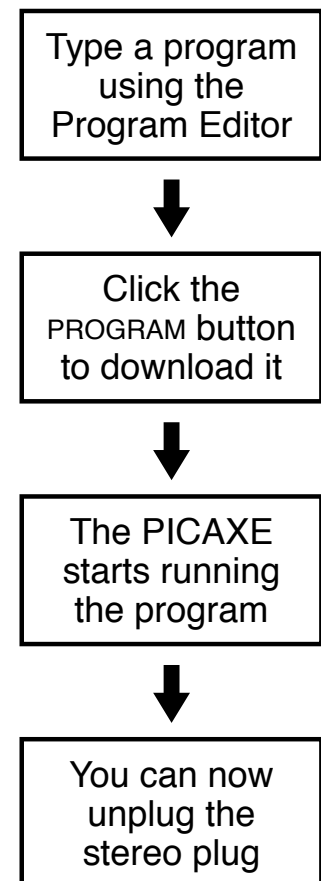 Type a program
using the
Program Editor
Click the
PROGRAM button
to download it
The PICAXE
starts running
the program
You can now
unplug the
stereo plug